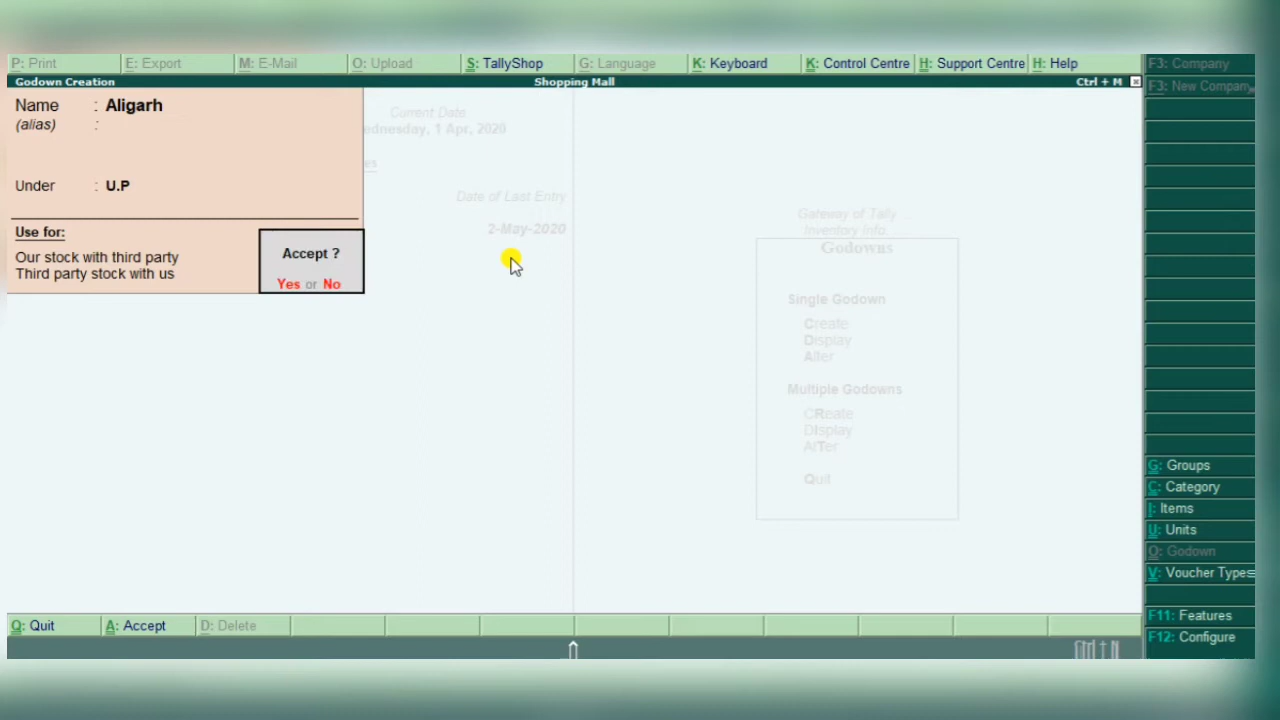 P: Print E: Export M: E-Mail O: Upload S: TallyShop G: Language K: Keyboard K: Control Centre H: Support Centre H: Help
F3: Company
Godown Creation Shopping Mall Ctrl + M
F3: New Company
Name : Aligarh
(alias) :
Current Date
ednesday, 1 Apr, 2020
es
Under : U.P
Date of Last Entry
2-May-2020
Gateway of Tally ...
Inventory Info.
Godowns
Use for:
Our stock with third party
Third party stock with us
Accept ?
Yes or No
Single Godown
Create
Display
Alter
Multiple Godowns
CReate
DIsplay
AlTer
Quit
G: Groups
C: Category
I: Items
U: Units
O: Godown
V: Voucher Types
F11: Features
F12: Configure
Q: Quit A: Accept D: Delete